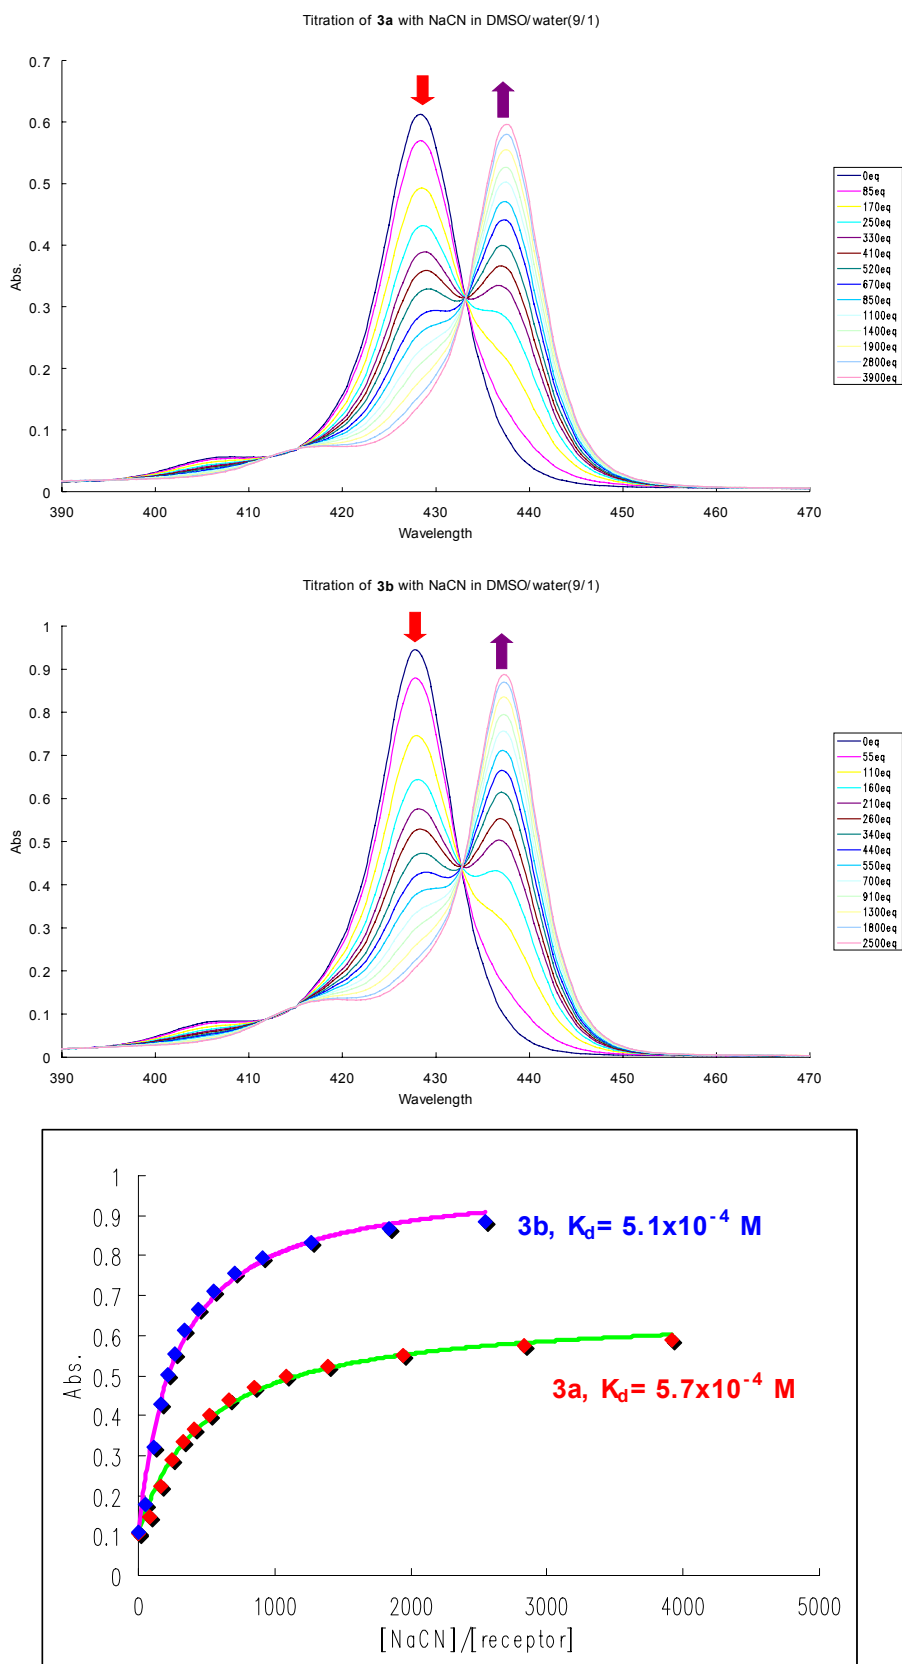 Titration of 3a with NaCN in DMSO/water(9/1)
0.7
0.6
0.5
0.4
0.3
0.2
0.1
0
Abs.
390 400 410 420 430 440 450 460 470
Wavelength
0eq
85eq
170eq
250eq
330eq
410eq
520eq
670eq
850eq
1100eq
1400eq
1900eq
2800eq
3900eq
Titration of 3b with NaCN in DMSO/water(9/1)
1
0.9
0.8
0.7
0.6
0.5
0.4
0.3
0.2
0.1
0
Abs
390 400 410 420 430 440 450 460 470
Wavelength
0eq
55eq
110eq
160eq
210eq
260eq
340eq
440eq
550eq
700eq
910eq
1300eq
1800eq
2500eq
1
0.9
0.8
0.7
0.6
0.5
0.4
0.3
0.2
0.1
0
Abs.
3b, Kd= 5.1x10⁻⁴ M
3a, Kd= 5.7x10⁻⁴ M
0 1000 2000 3000 4000 5000
[NaCN]/[receptor]